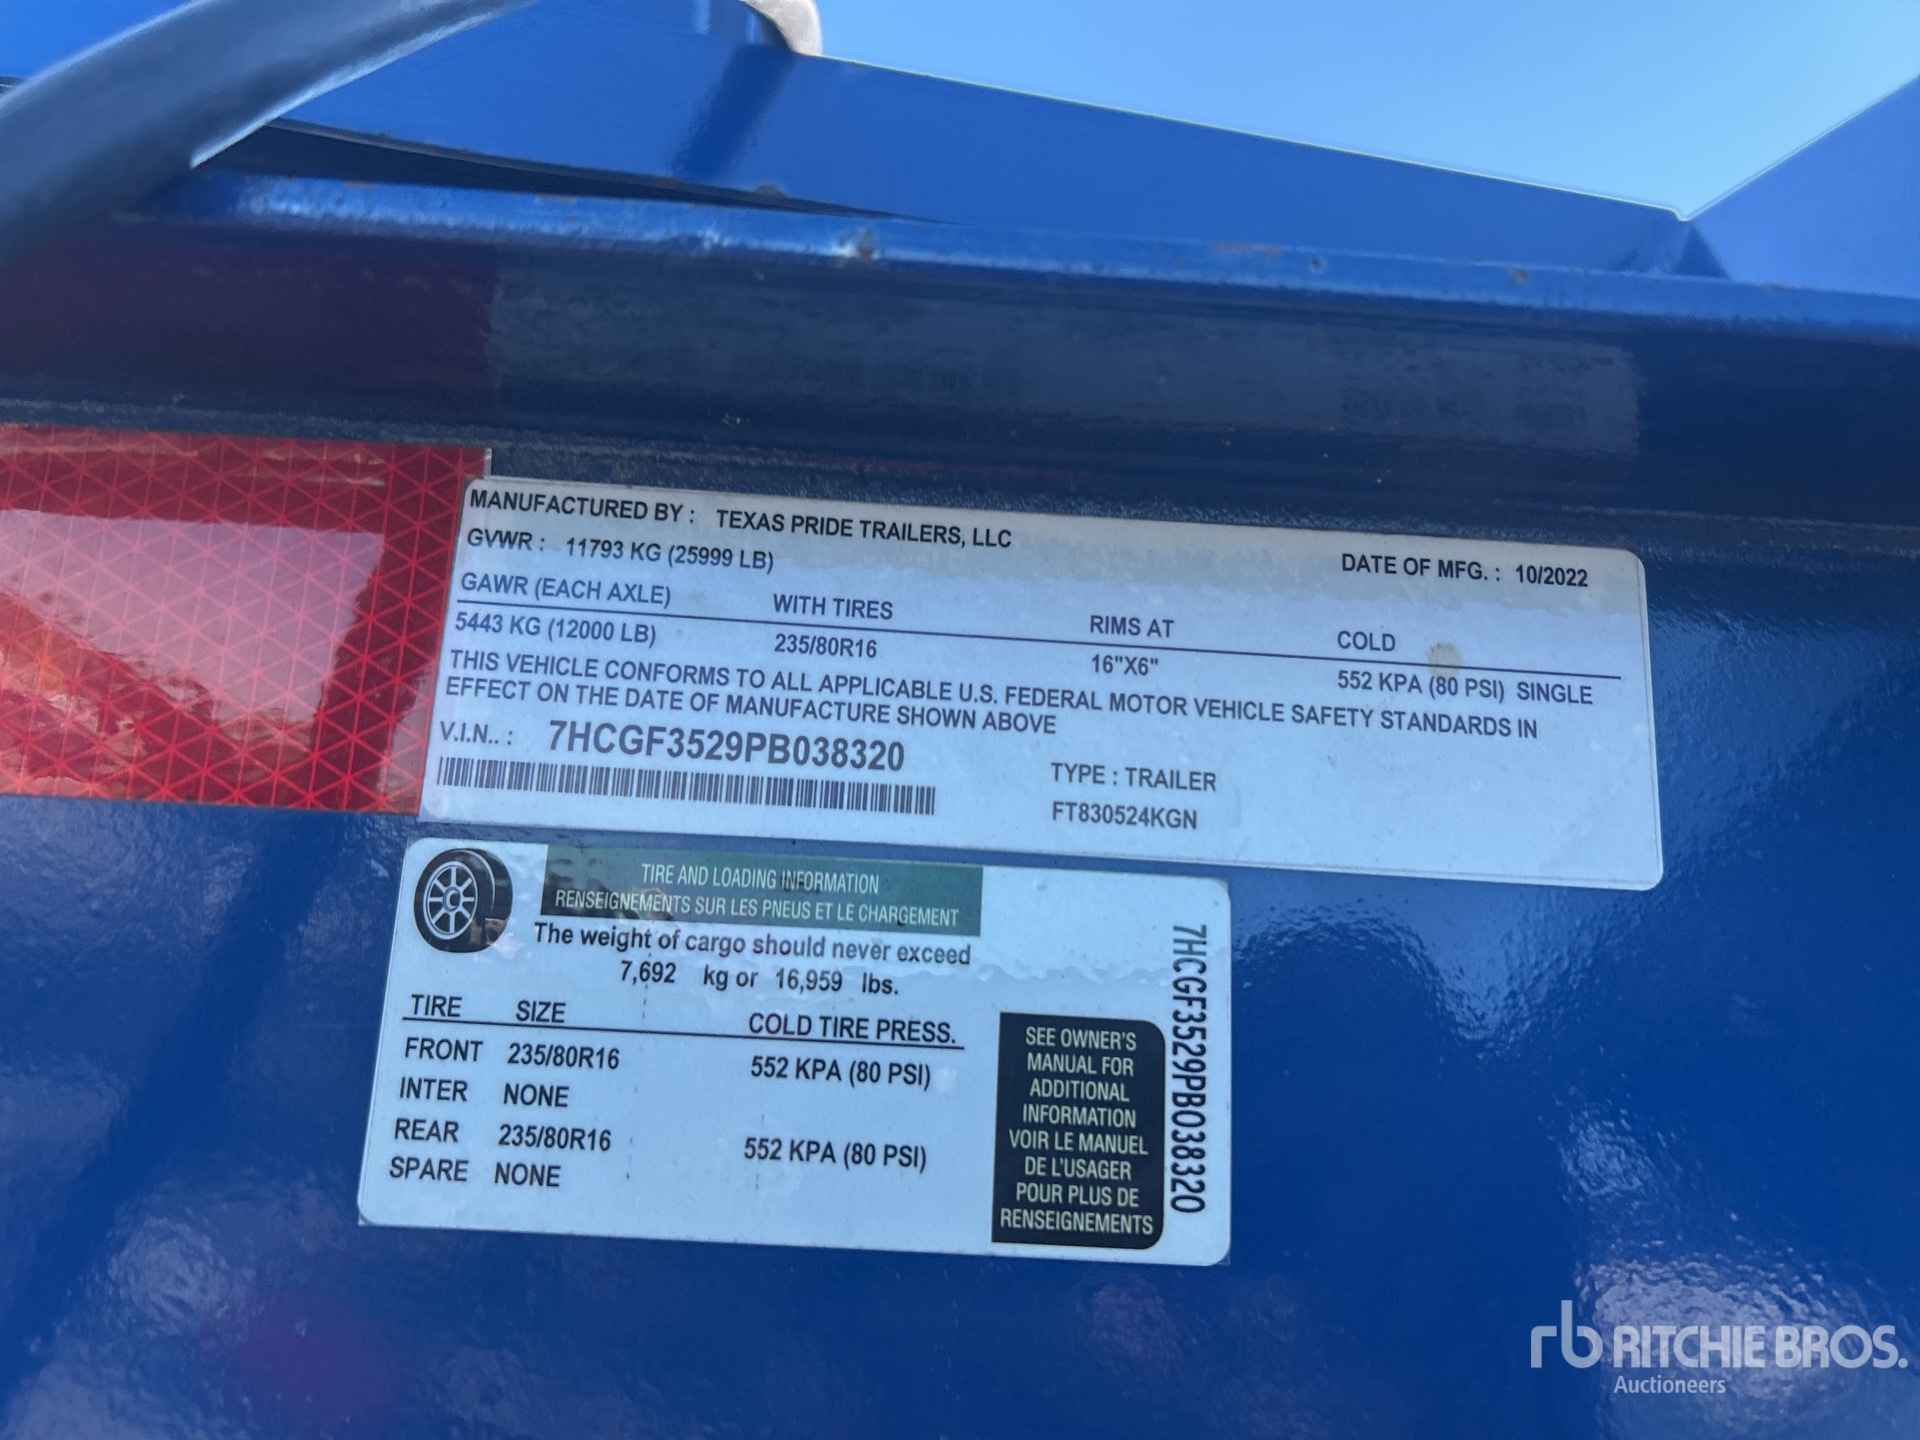 MANUFACTURED BY : TEXAS PRIDE TRAILERS, LLC
GVWR : 11793 KG (25999 LB)
DATE OF MFG. : 10/2022
GAWR (EACH AXLE) WITH TIRES RIMS AT COLD
5443 KG (12000 LB) 235/80R16 16"X6" 552 KPA (80 PSI) SINGLE
THIS VEHICLE CONFORMS TO ALL APPLICABLE U.S. FEDERAL MOTOR VEHICLE SAFETY STANDARDS IN
EFFECT ON THE DATE OF MANUFACTURE SHOWN ABOVE
V.I.N.. : 7HCGF3529PB038320
TYPE : TRAILER
FT830524KGN
TIRE AND LOADING INFORMATION
RENSEIGNEMENTS SUR LES PNEUS ET LE CHARGEMENT
The weight of cargo should never exceed
7,692 kg or 16,959 lbs.
TIRE SIZE COLD TIRE PRESS.
FRONT 235/80R16 552 KPA (80 PSI)
INTER NONE
REAR 235/80R16 552 KPA (80 PSI)
SPARE NONE
SEE OWNER'S
MANUAL FOR
ADDITIONAL
INFORMATION
VOIR LE MANUEL
DE L'USAGER
POUR PLUS DE
RENSEIGNEMENTS
7HCGF3529PB038320
rb RITCHIE BROS.
Auctioneers